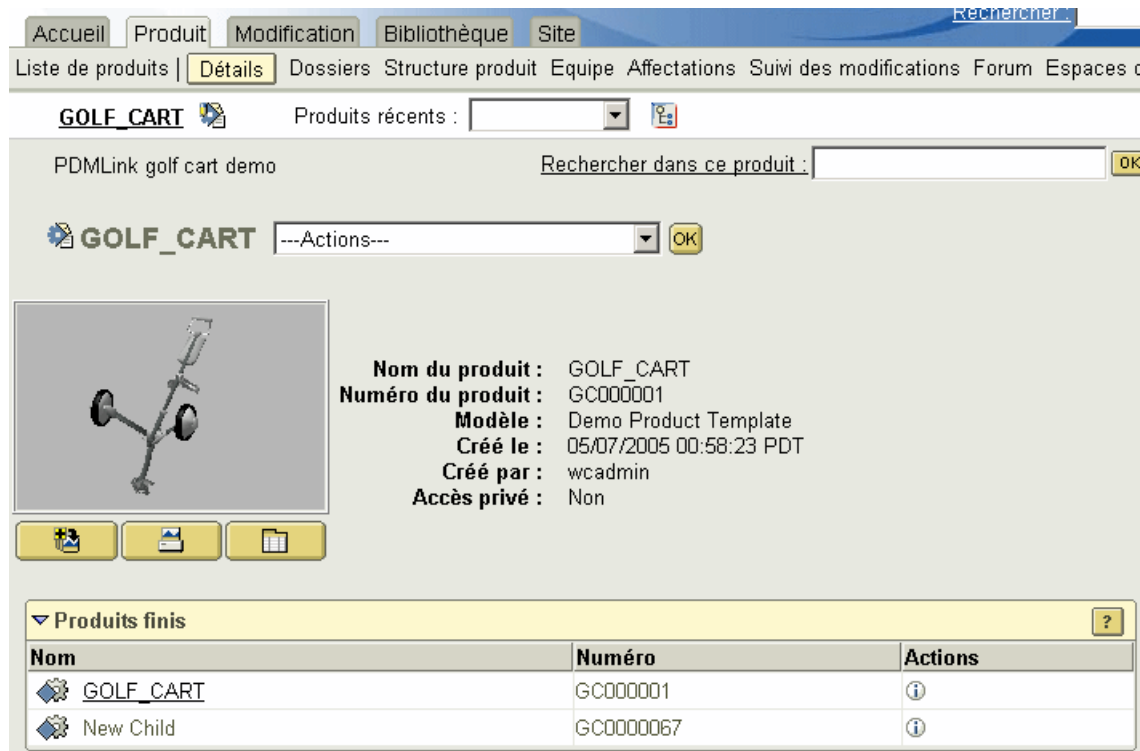 Rechercher :
Accueil Produit Modification Bibliothèque Site
Liste de produits | Détails Dossiers Structure produit Equipe Affectations Suivi des modifications Forum Espaces
GOLF_CART Produits récents :
PDMLink golf cart demo Rechercher dans ce produit : OK
GOLF_CART ---Actions--- OK
Nom du produit : GOLF_CART
Numéro du produit : GC000001
Modèle : Demo Product Template
Créé le : 05/07/2005 00:58:23 PDT
Créé par : wcadmin
Accès privé : Non
Produits finis ?
Nom Numéro Actions
GOLF_CART GC000001
New Child GC0000067